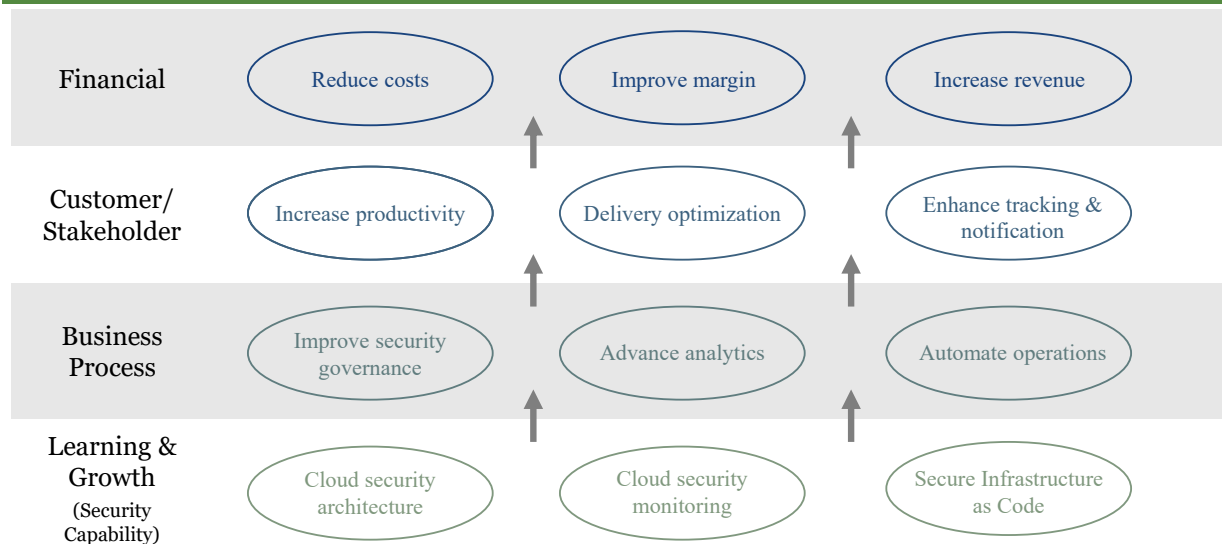 Financial
Reduce costs
Improve margin
Increase revenue
Customer/
Stakeholder
Increase productivity
Delivery optimization
Enhance tracking &
notification
Business
Process
Improve security
governance
Advance analytics
Automate operations
Learning &
Growth
(Security
Capability)
Cloud security
architecture
Cloud security
monitoring
Secure Infrastructure
as Code